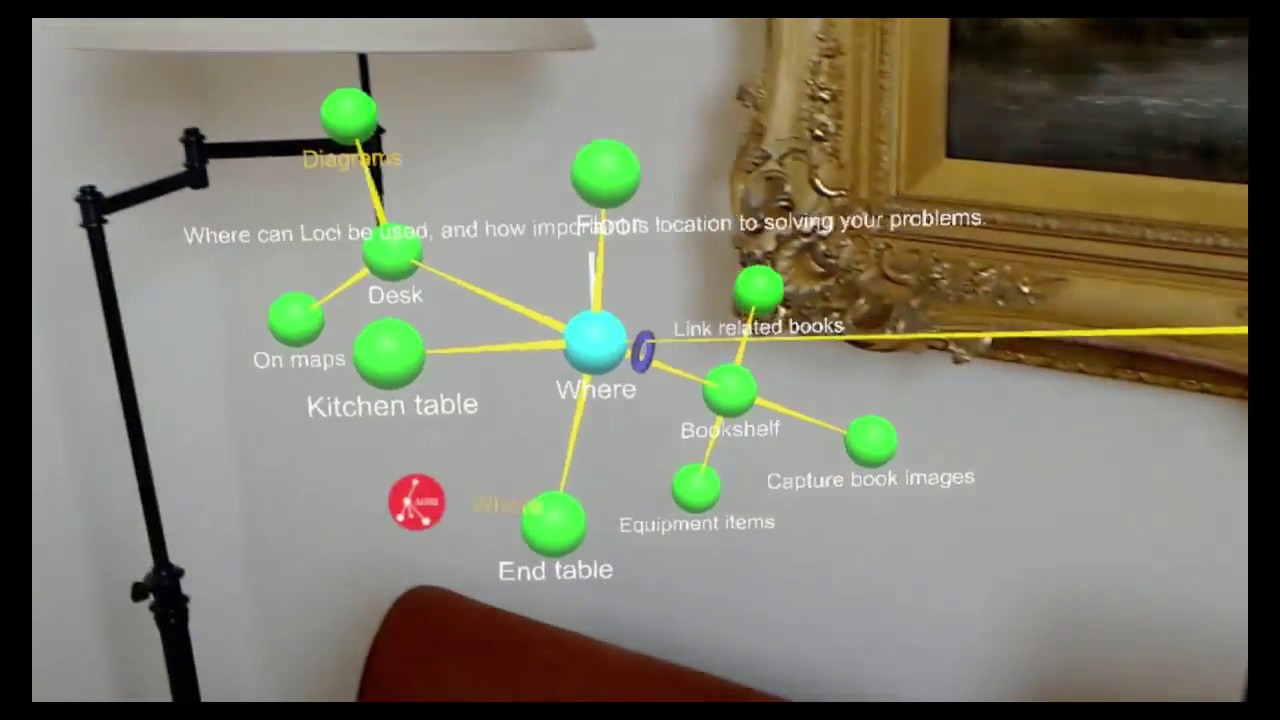 Diagrams
Where can Loci be used, and how important is location to solving your problems.
Floor
Desk
Link related books
On maps
Where
Kitchen table
Bookshelf
Capture book images
Where
Equipment items
End table